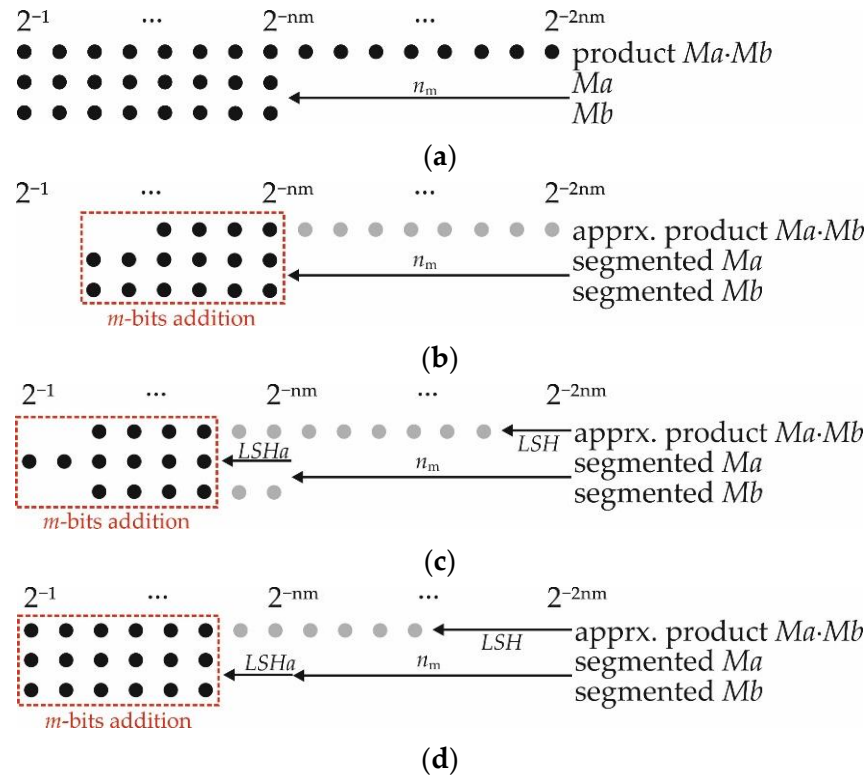 2⁻¹ ... 2⁻ⁿᵐ ... 2⁻²ⁿᵐ
product Ma·Mb
nₘ Ma
Mb
(a)
2⁻¹ ... 2⁻ⁿᵐ ... 2⁻²ⁿᵐ
apprx. product Ma·Mb
nₘ segmented Ma
segmented Mb
m-bits addition
(b)
2⁻¹ ... 2⁻ⁿᵐ ... 2⁻²ⁿᵐ
LSH apprx. product Ma·Mb
LSHa nₘ segmented Ma
segmented Mb
m-bits addition
(c)
2⁻¹ ... 2⁻ⁿᵐ ... 2⁻²ⁿᵐ
LSH apprx. product Ma·Mb
LSHa nₘ segmented Ma
segmented Mb
m-bits addition
(d)